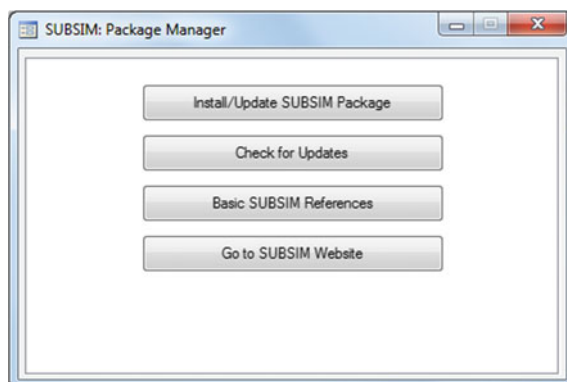 SUBSIM: Package Manager
Install/Update SUBSIM Package
Check for Updates
Basic SUBSIM References
Go to SUBSIM Website